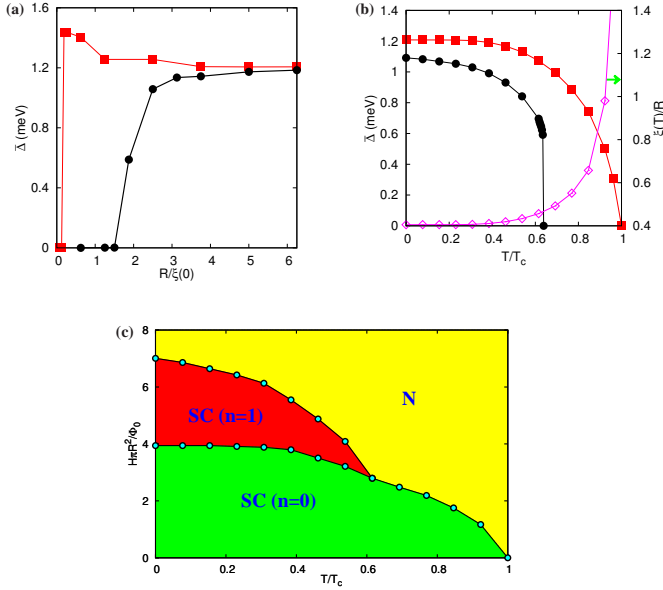 (a)
Δ̄ (meV)
1.6
1.2
0.8
0.4
0
0 1 2 3 4 5 6
R/ξ(0)
(b)
Δ̄ (meV)
1.4
1.2
1
0.8
0.6
0.4
0.2
0
0 0.2 0.4 0.6 0.8 1
T/Tc
1.4
1.2
1
0.8
0.6
0.4
ξ(T)/R
(c)
HπR²/Φ₀
8
6
4
2
0
N
SC (n=1)
SC (n=0)
0 0.2 0.4 0.6 0.8 1
T/Tc